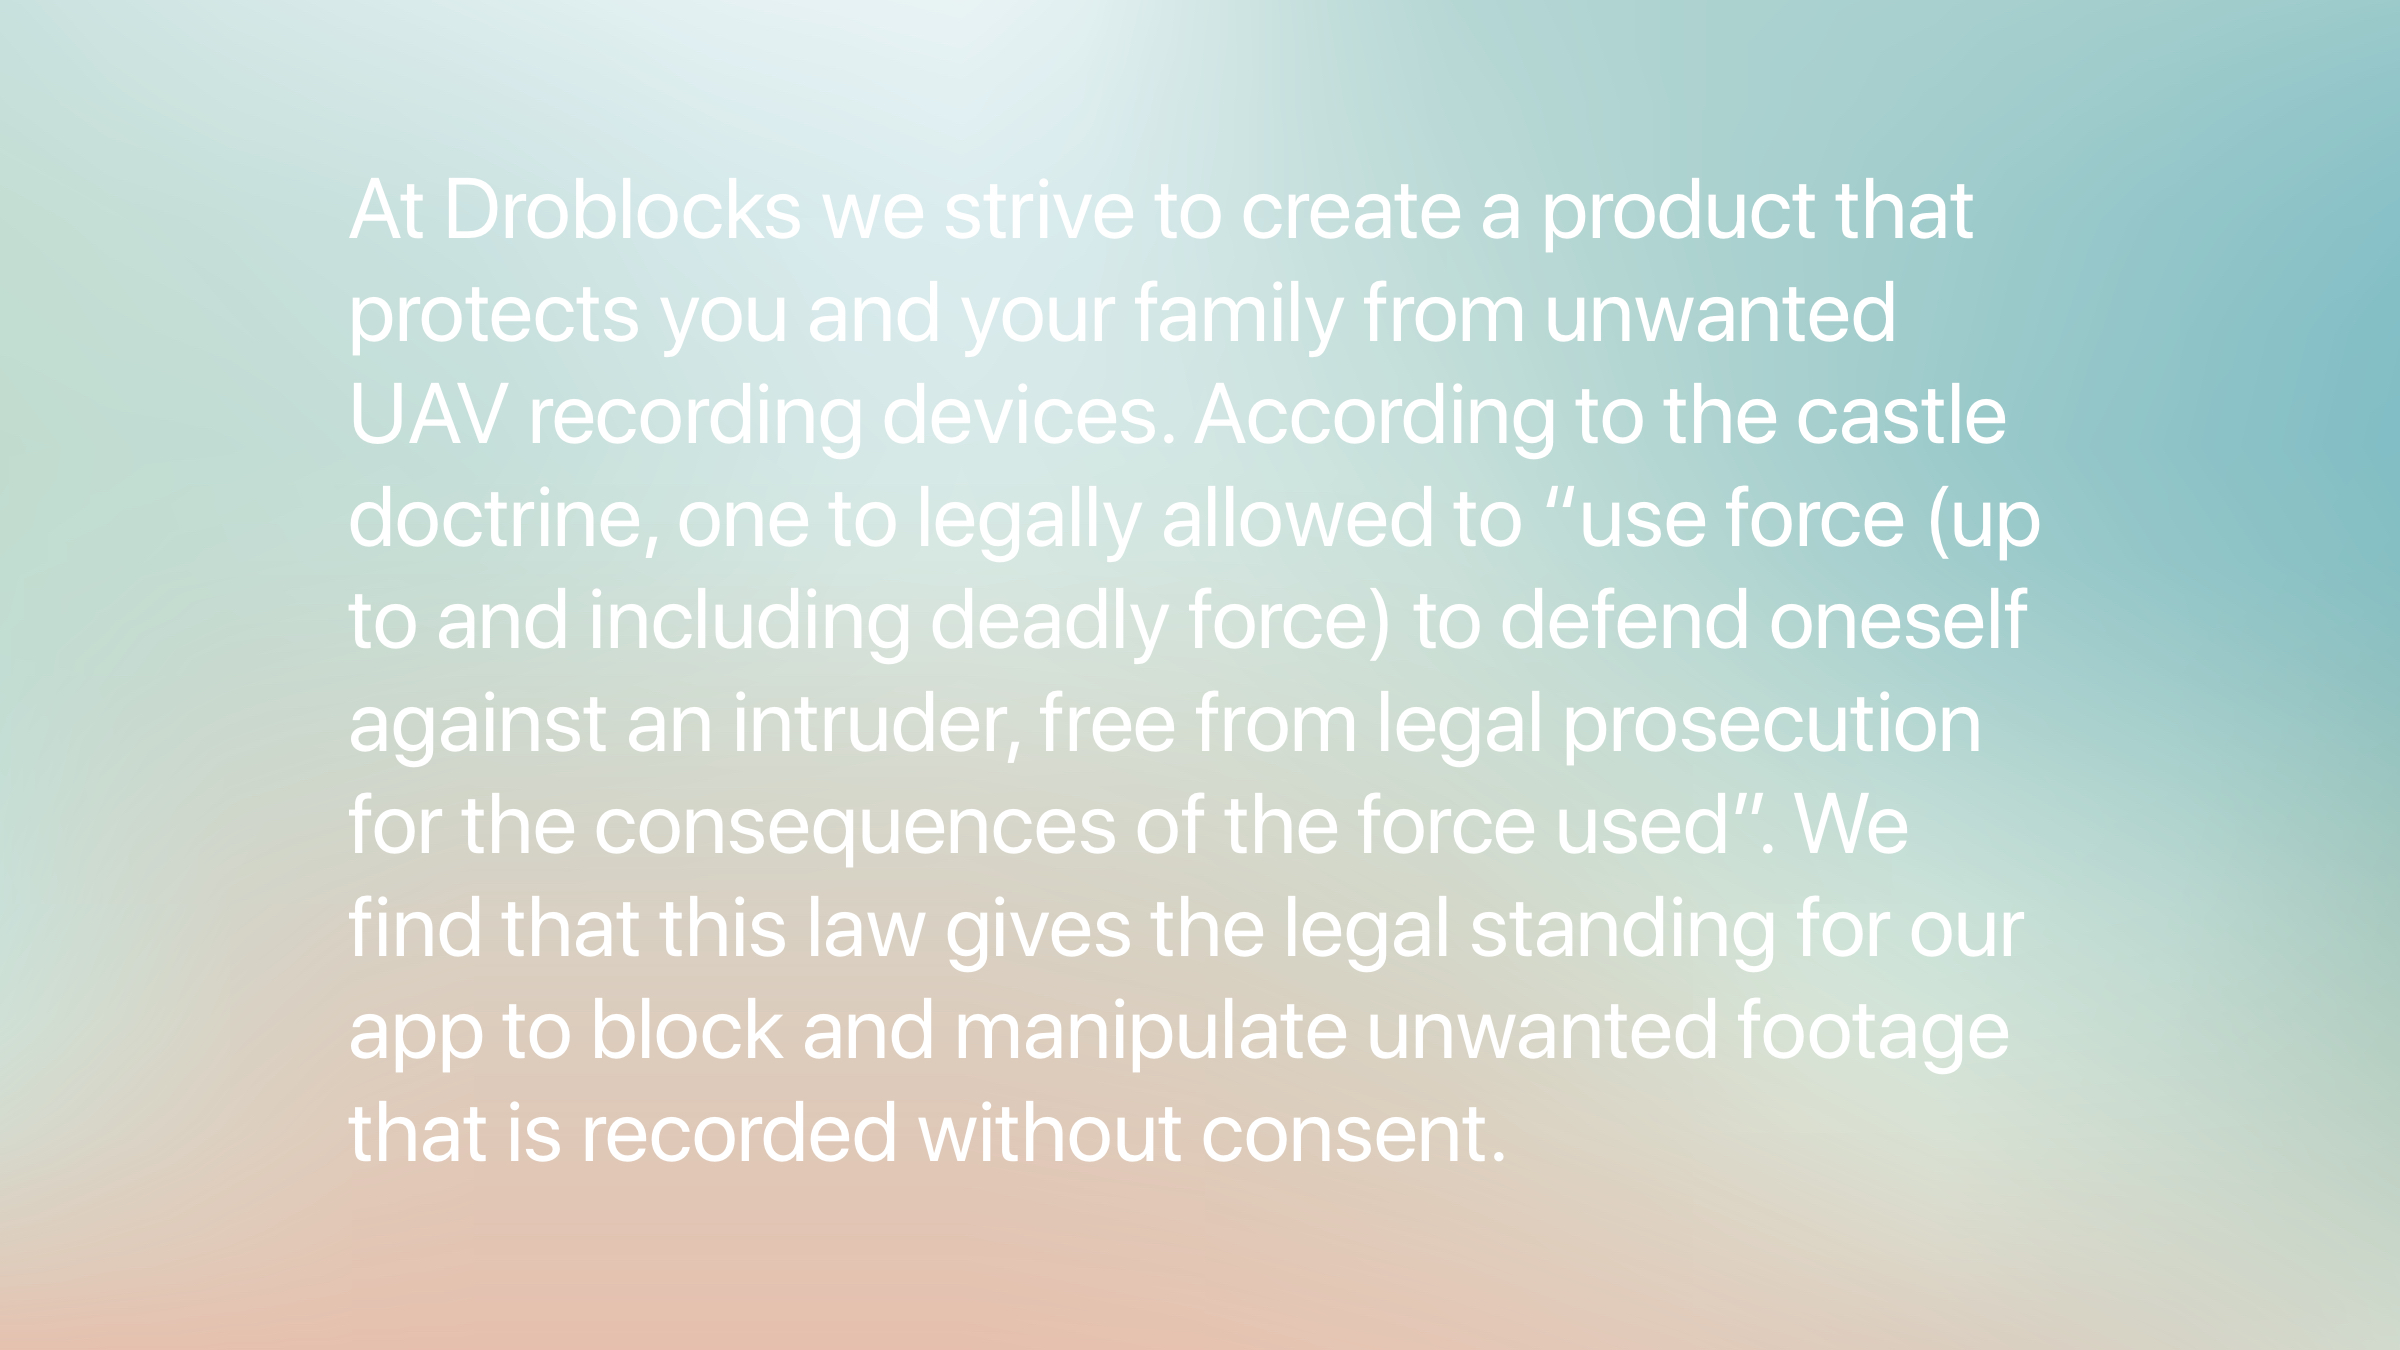 At Droblocks we strive to create a product that
protects you and your family from unwanted
UAV recording devices. According to the castle
doctrine, one to legally allowed to “use force (up
to and including deadly force) to defend oneself
against an intruder, free from legal prosecution
for the consequences of the force used”. We
find that this law gives the legal standing for our
app to block and manipulate unwanted footage
that is recorded without consent.